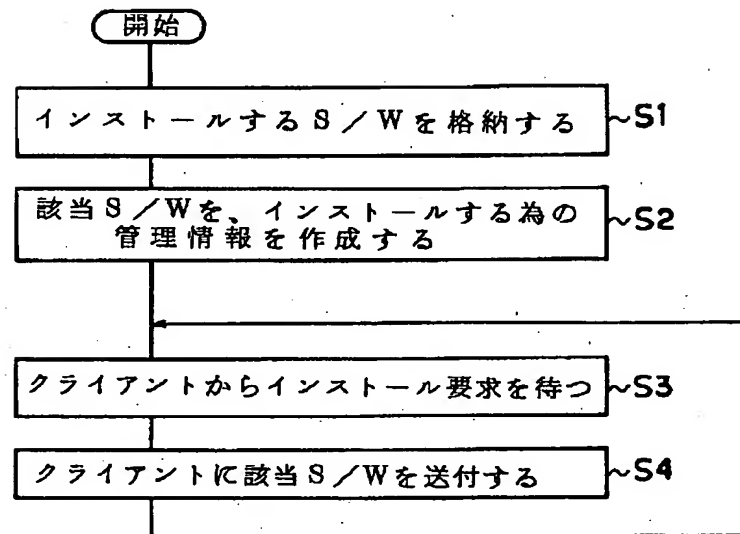 開始
インストールするS/Wを格納する ~S1
該当S/Wを、インストールする為の
管理情報を作成する ~S2
クライアントからインストール要求を待つ ~S3
クライアントに該当S/Wを送付する ~S4